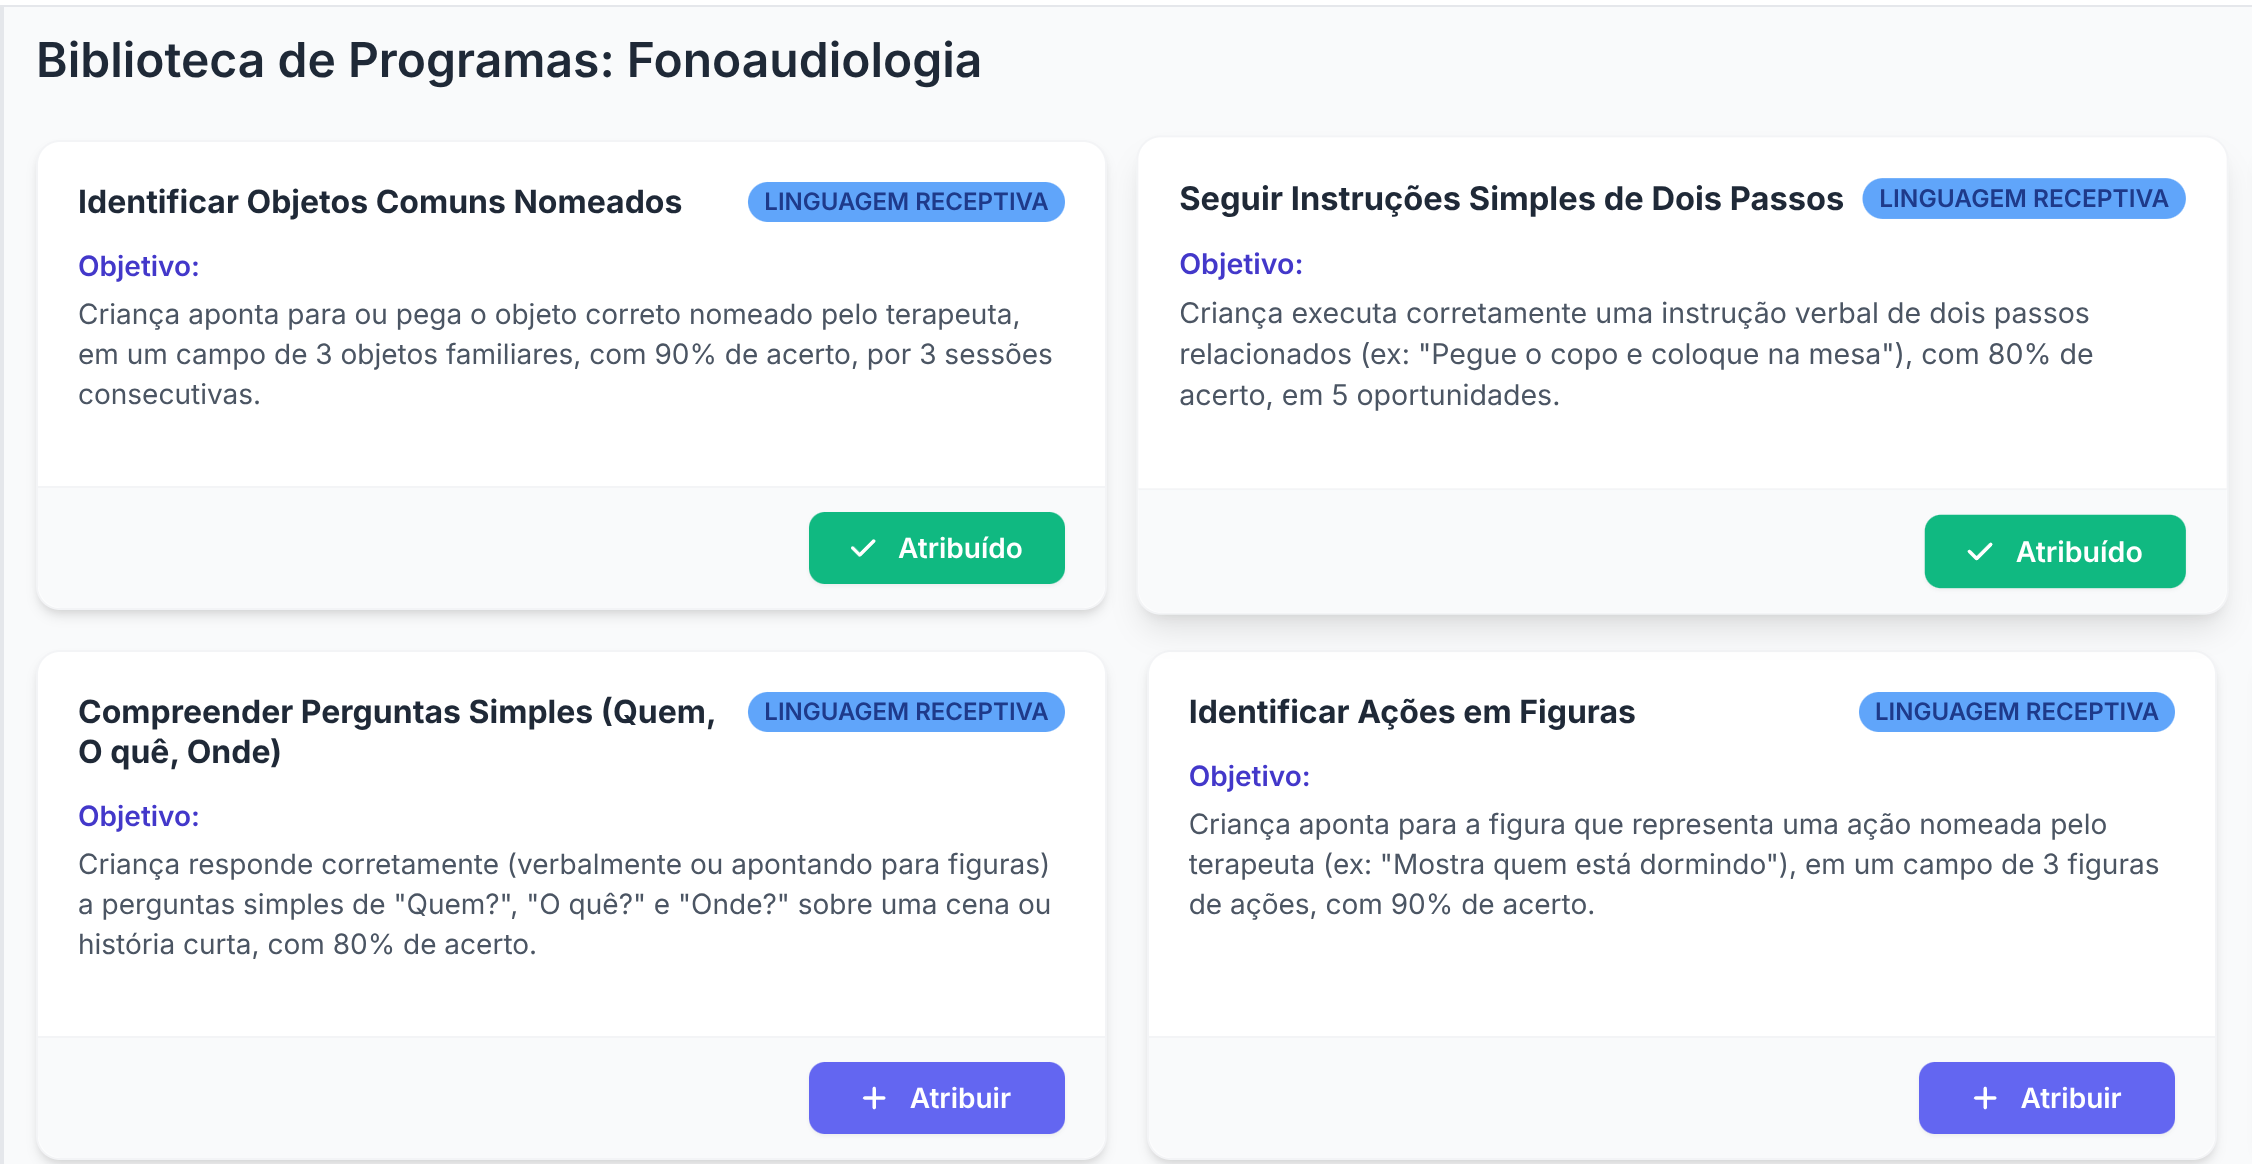 Biblioteca de Programas: Fonoaudiologia
Identificar Objetos Comuns Nomeados
LINGUAGEM RECEPTIVA
Objetivo:
Criança aponta para ou pega o objeto correto nomeado pelo terapeuta,
em um campo de 3 objetos familiares, com 90% de acerto, por 3 sessões
consecutivas.
Atribuído
Seguir Instruções Simples de Dois Passos
LINGUAGEM RECEPTIVA
Objetivo:
Criança executa corretamente uma instrução verbal de dois passos
relacionados (ex: "Pegue o copo e coloque na mesa"), com 80% de
acerto, em 5 oportunidades.
Atribuído
Compreender Perguntas Simples (Quem,
O quê, Onde)
LINGUAGEM RECEPTIVA
Objetivo:
Criança responde corretamente (verbalmente ou apontando para figuras)
a perguntas simples de "Quem?", "O quê?" e "Onde?" sobre uma cena ou
história curta, com 80% de acerto.
+ Atribuir
Identificar Ações em Figuras
LINGUAGEM RECEPTIVA
Objetivo:
Criança aponta para a figura que representa uma ação nomeada pelo
terapeuta (ex: "Mostra quem está dormindo"), em um campo de 3 figuras
de ações, com 90% de acerto.
+ Atribuir